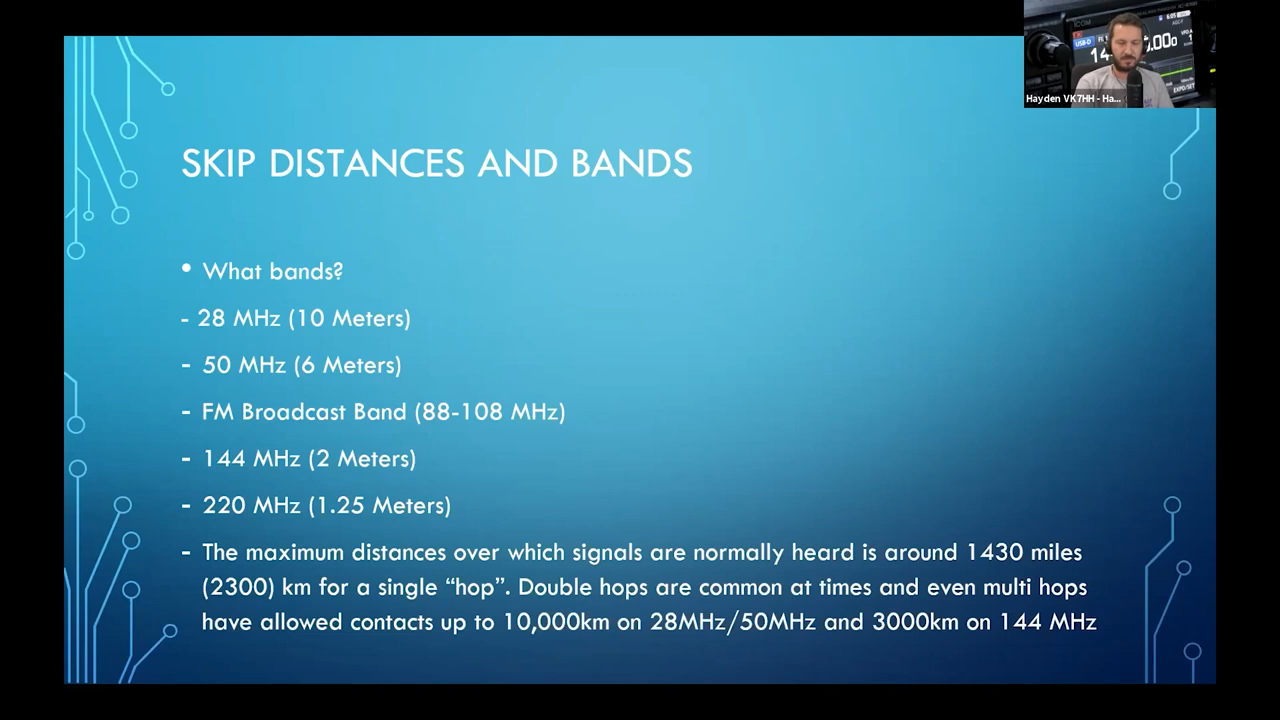 SKIP DISTANCES AND BANDS
• What bands?
- 28 MHz (10 Meters)
- 50 MHz (6 Meters)
- FM Broadcast Band (88-108 MHz)
- 144 MHz (2 Meters)
- 220 MHz (1.25 Meters)
- The maximum distances over which signals are normally heard is around 1430 miles
(2300) km for a single “hop”. Double hops are common at times and even multi hops
have allowed contacts up to 10,000km on 28MHz/50MHz and 3000km on 144 MHz
ICOM
USB-D
Hayden VK7HH - Ha...